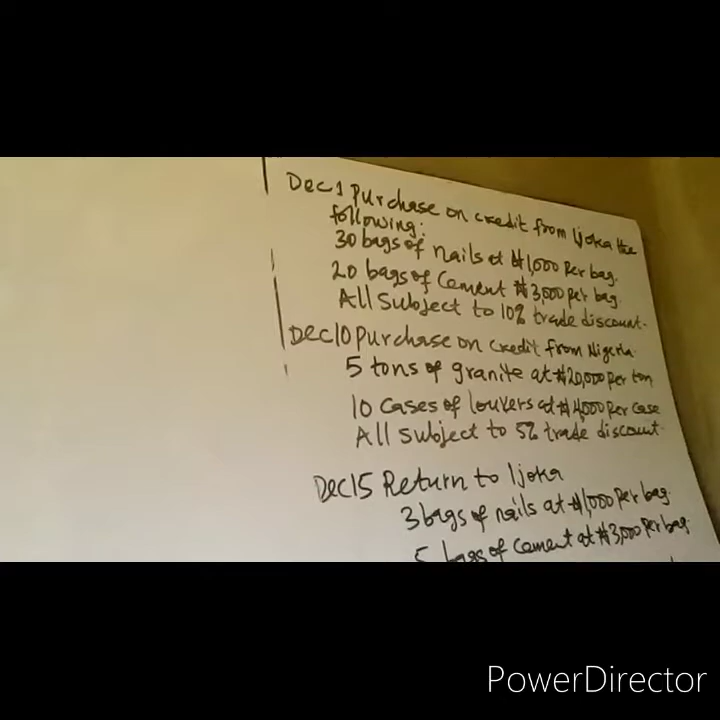 Dec 1 Purchase on credit from Ijoka the
following:
30 bags of nails at ₦1,000 per bag.
20 bags of cement ₦3,000 per bag
All subject to 10% trade discount.
Dec 10 Purchase on credit from Nigeria
5 tons of granite at ₦20,000 per ton
10 cases of louvers at ₦4,000 per case
All subject to 5% trade discount
Dec 15 Return to Ijoka
3 bags of nails at ₦1,000 per bag.
5 bags of cement at ₦3,000 per bag
PowerDirector